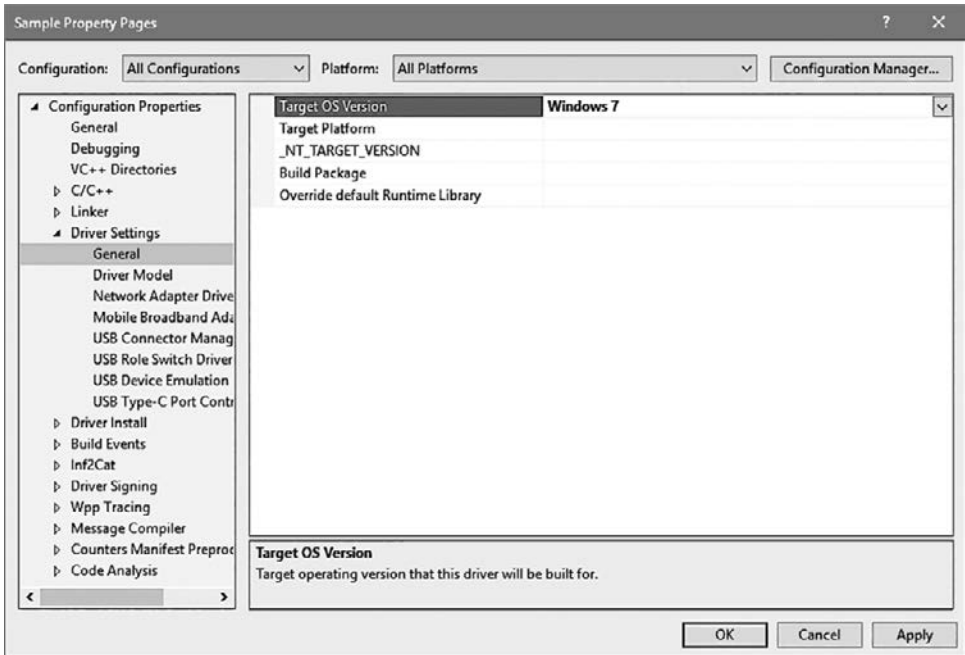 Sample Property Pages ?
Configuration: All Configurations Platform: All Platforms Configuration Manager...
Configuration Properties
General
Debugging
VC++ Directories
C/C++
Linker
Driver Settings
General
Driver Model
Network Adapter Drive
Mobile Broadband Ada
USB Connector Manag
USB Role Switch Driver
USB Device Emulation
USB Type-C Port Contr
Driver Install
Build Events
Inf2Cat
Driver Signing
Wpp Tracing
Message Compiler
Counters Manifest Preproc
Code Analysis
Target OS Version Windows 7
Target Platform
_NT_TARGET_VERSION
Build Package
Override default Runtime Library
Target OS Version
Target operating version that this driver will be built for.
OK Cancel Apply